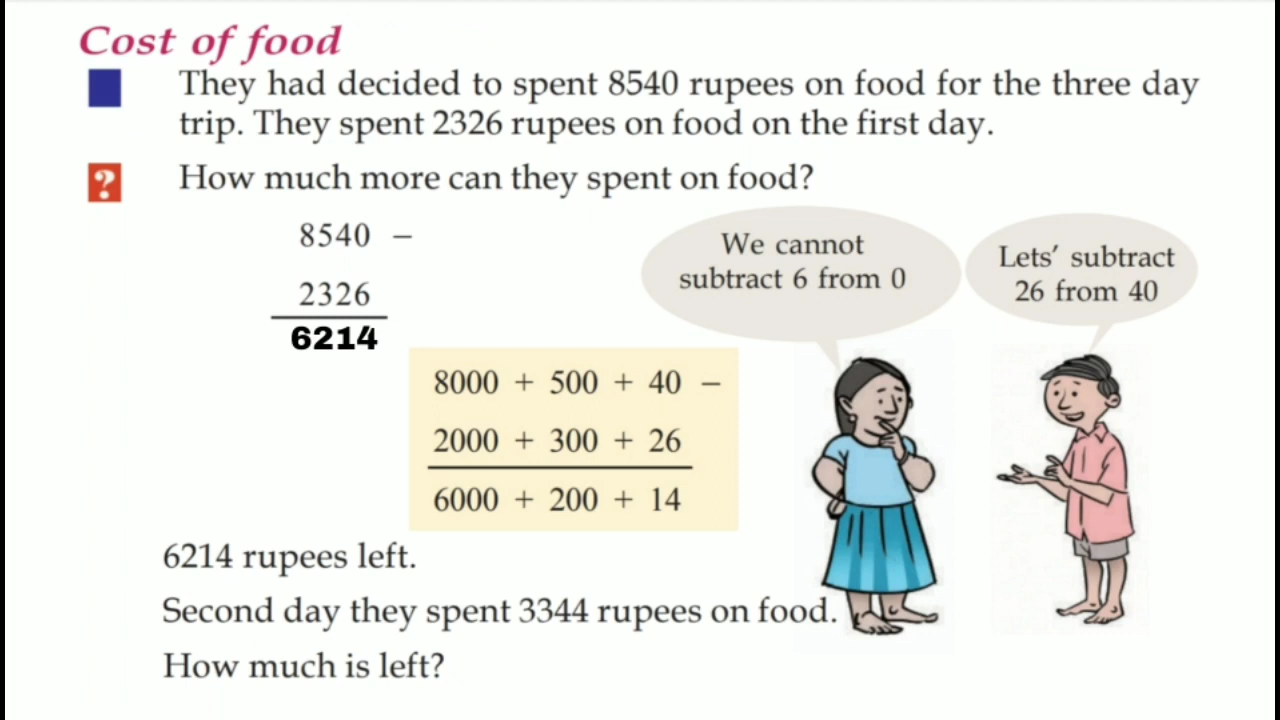 Cost of food
They had decided to spent 8540 rupees on food for the three day
trip. They spent 2326 rupees on food on the first day.
?
How much more can they spent on food?
8540 –
2326
6214
We cannot
subtract 6 from 0
Lets' subtract
26 from 40
8000 + 500 + 40 –
2000 + 300 + 26
6000 + 200 + 14
6214 rupees left.
Second day they spent 3344 rupees on food.
How much is left?